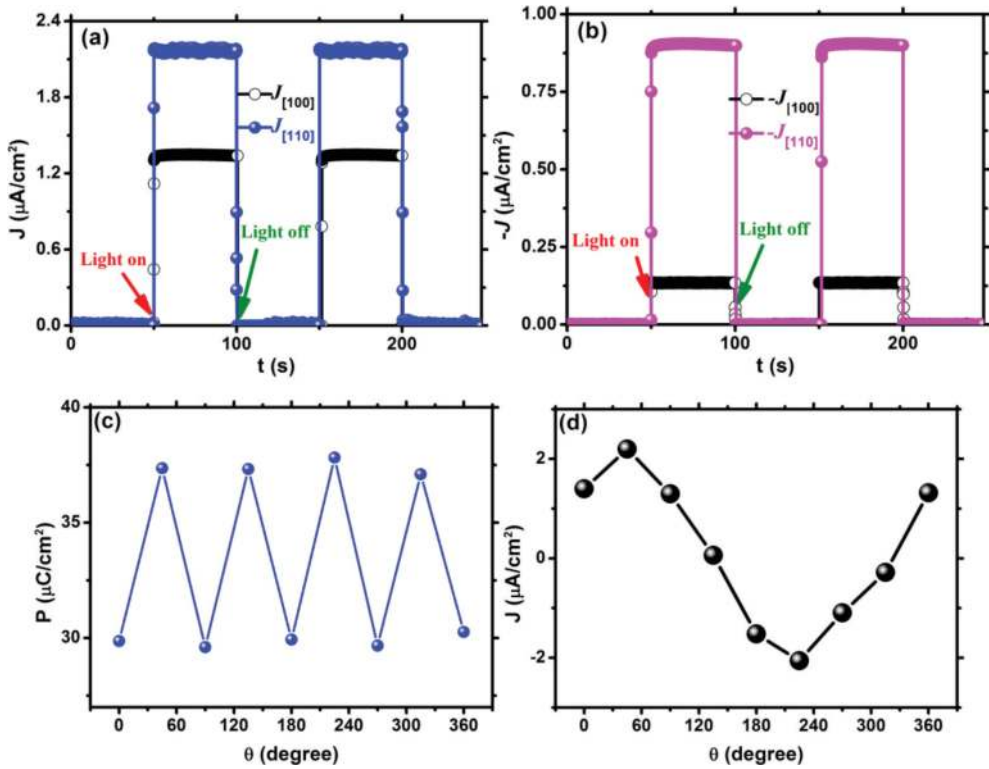 (a)
2.4
1.8
1.2
0.6
0.0
J (μA/cm²)
J[100]
J[110]
Light on
Light off
0
100
200
t (s)
(b)
1.00
0.75
0.50
0.25
0.00
-J (μA/cm²)
-J[100]
-J[110]
Light on
Light off
0
100
200
t (s)
(c)
40
35
30
P (μC/cm²)
0 60 120 180 240 300 360
θ (degree)
(d)
2
0
-2
J (μA/cm²)
0 60 120 180 240 300 360
θ (degree)